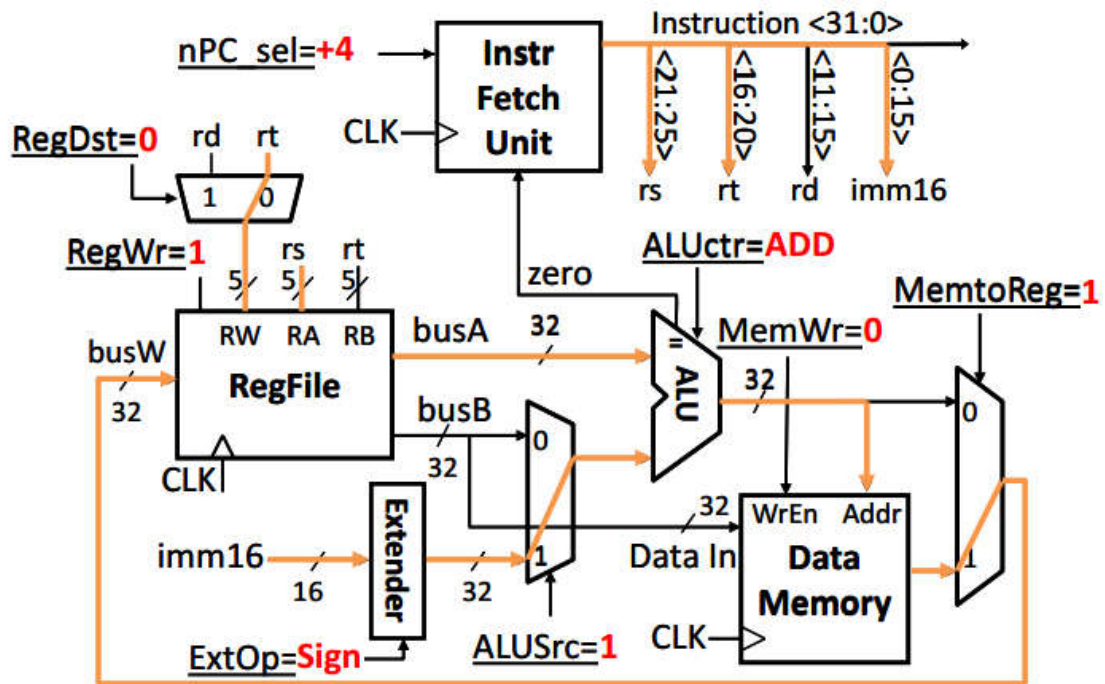 Instruction <31:0>
nPC_sel=+4
Instr
Fetch
Unit
CLK
<21:25>
<16:20>
<11:15>
<0:15>
rs
rt
rd
imm16
RegDst=0
rd
rt
1
0
RegWr=1
rs
rt
5
5
5
zero
ALUctr=ADD
MemtoReg=1
MemWr=0
RW
RA
RB
busW
32
RegFile
CLK
busA
32
busB
32
=
ALU
32
0
1
0
1
imm16
16
Extender
32
ExtOp=Sign
ALUSrc=1
32
Data In
WrEn
Addr
Data
Memory
CLK